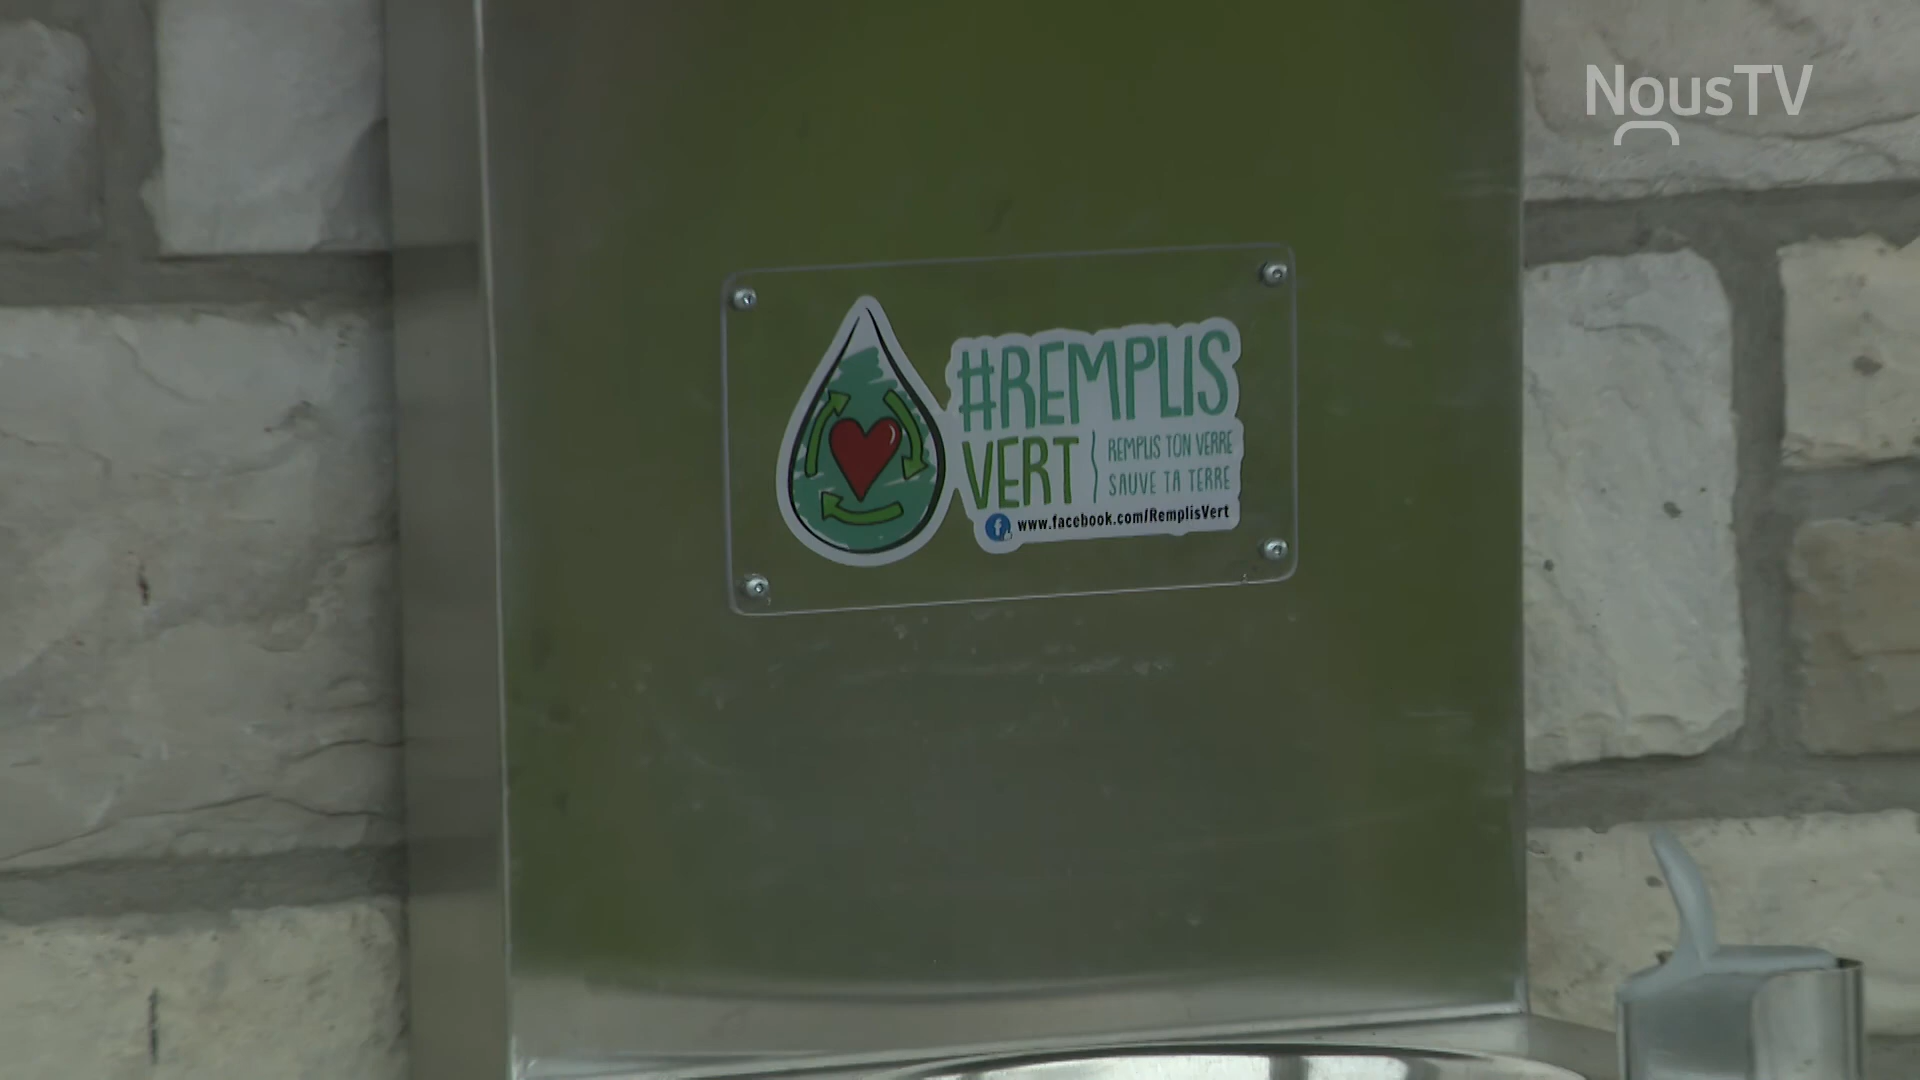 NousTV
#REMPLIS
VERT
REMPLIS TON VERRE
SAUVE TA TERRE
www.facebook.com/RemplisVert